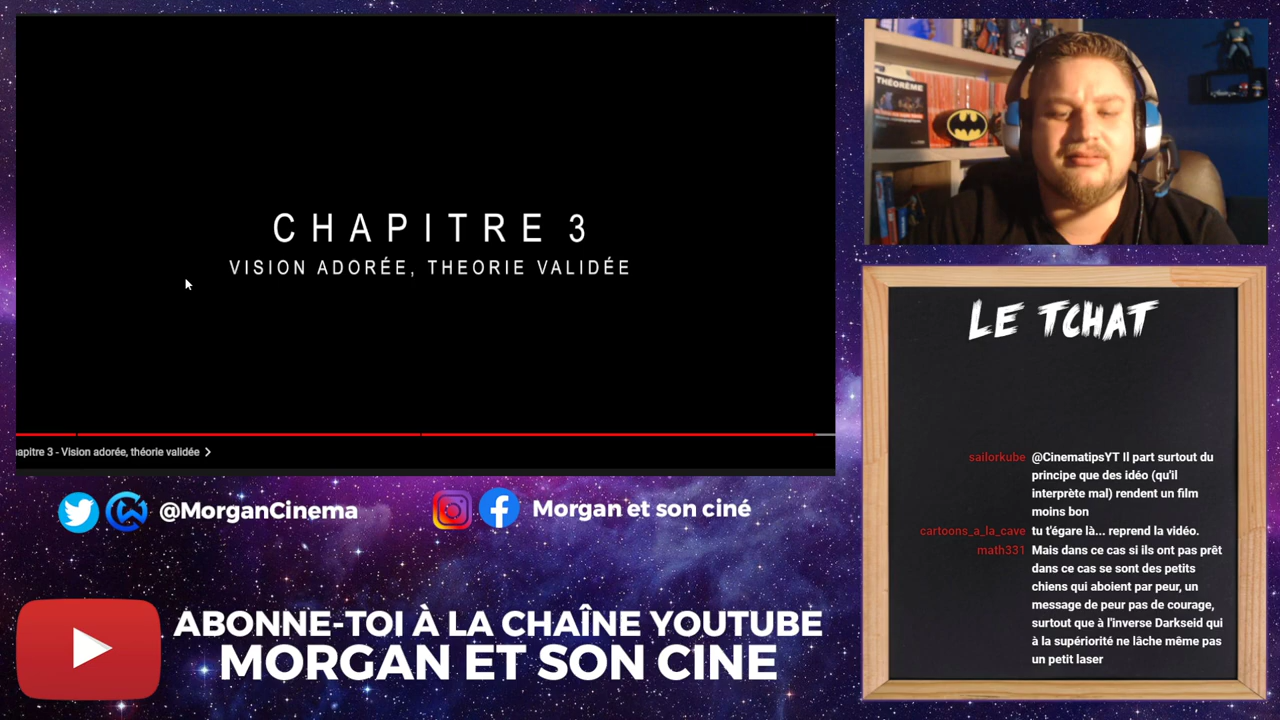 CHAPITRE 3
VISION ADORÉE, THEORIE VALIDÉE
apitre 3 - Vision adorée, théorie validée
@MorganCinema
Morgan et son ciné
ABONNE-TOI À LA CHAÎNE YOUTUBE
MORGAN ET SON CINE
THÉORÈME
LE TCHAT
sailorkube @CinematipsYT Il part surtout du
principe que des idéo (qu'il
interprète mal) rendent un film
moins bon
cartoons_a_la_cave tu t'égare là... reprend la vidéo.
math331 Mais dans ce cas si ils ont pas prêt
dans ce cas se sont des petits
chiens qui aboient par peur, un
message de peur pas de courage,
surtout que à l'inverse Darkseid qui
à la supériorité ne lâche même pas
un petit laser